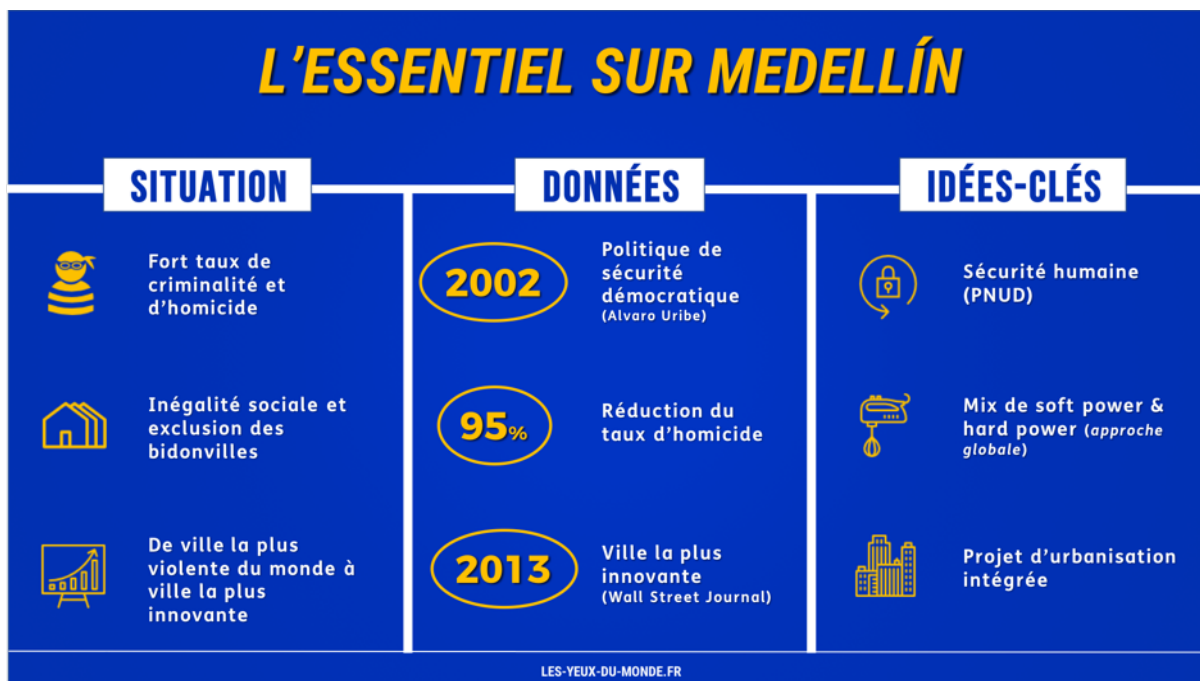 L'ESSENTIEL SUR MEDELLÍN
SITUATION
Fort taux de
criminalité et
d'homicide
Inégalité sociale et
exclusion des
bidonvilles
De ville la plus
violente du monde à
ville la plus
innovante
DONNÉES
2002
Politique de
sécurité
démocratique
(Alvaro Uribe)
95%
Réduction du
taux d'homicide
2013
Ville la plus
innovante
(Wall Street Journal)
IDÉES-CLÉS
Sécurité humaine
(PNUD)
Mix de soft power &
hard power (approche
globale)
Projet d'urbanisation
intégrée
LES-YEUX-DU-MONDE.FR